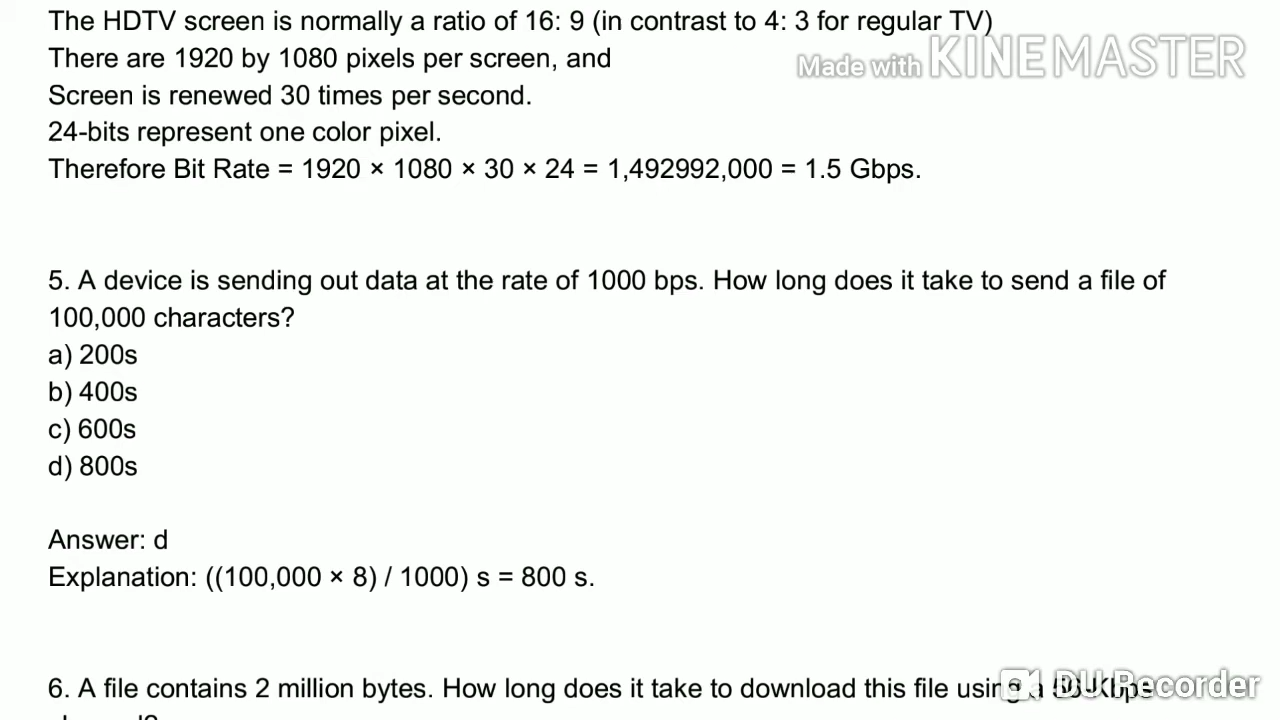 The HDTV screen is normally a ratio of 16: 9 (in contrast to 4: 3 for regular TV)
Made with KINEMASTER
There are 1920 by 1080 pixels per screen, and
Screen is renewed 30 times per second.
24-bits represent one color pixel.
Therefore Bit Rate = 1920 × 1080 × 30 × 24 = 1,492992,000 = 1.5 Gbps.
5. A device is sending out data at the rate of 1000 bps. How long does it take to send a file of
100,000 characters?
a) 200s
b) 400s
c) 600s
d) 800s
Answer: d
Explanation: ((100,000 × 8) / 1000) s = 800 s.
6. A file contains 2 million bytes. How long does it take to download this file using a 56-Kbps
DU Recorder